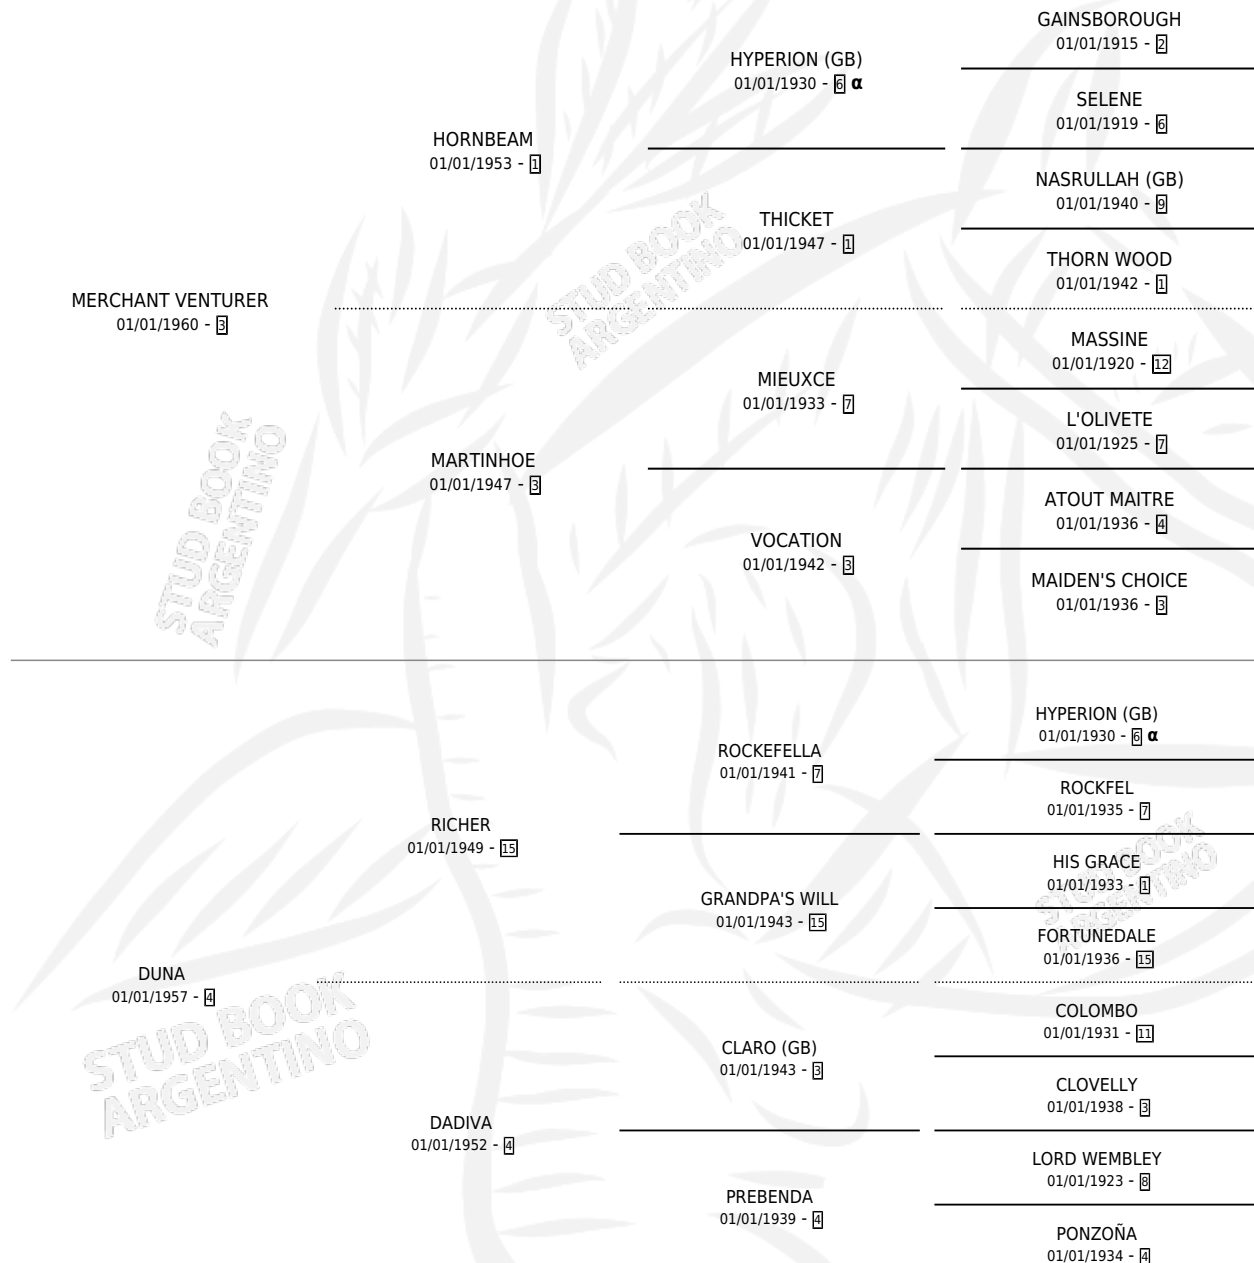 GAINSBOROUGH
01/01/1915 - 2
HYPERION (GB)
01/01/1930 - 6 α
SELENE
01/01/1919 - 6
HORNBEAM
01/01/1953 - 1
NASRULLAH (GB)
01/01/1940 - 9
THICKET
01/01/1947 - 1
THORN WOOD
01/01/1942 - 1
MERCHANT VENTURER
01/01/1960 - 3
MASSINE
01/01/1920 - 12
MIEUXCE
01/01/1933 - 7
L'OLIVETE
01/01/1925 - 7
MARTINHOE
01/01/1947 - 3
ATOUT MAITRE
01/01/1936 - 4
VOCATION
01/01/1942 - 3
MAIDEN'S CHOICE
01/01/1936 - 3
STUD BOOK
ARGENTINO
STUD BOOK
ARGENTINO
HYPERION (GB)
01/01/1930 - 6 α
ROCKEFELLA
01/01/1941 - 7
ROCKFEL
01/01/1935 - 7
RICHER
01/01/1949 - 15
HIS GRACE
01/01/1933 - 1
GRANDPA'S WILL
01/01/1943 - 15
FORTUNEDALE
01/01/1936 - 15
DUNA
01/01/1957 - 4
COLOMBO
01/01/1931 - 11
CLARO (GB)
01/01/1943 - 3
CLOVELLY
01/01/1938 - 3
DADIVA
01/01/1952 - 4
LORD WEMBLEY
01/01/1923 - 8
PREBENDA
01/01/1939 - 4
PONZOÑA
01/01/1934 - 4
STUD BOOK
ARGENTINO
STUD BOOK
ARGENTINO